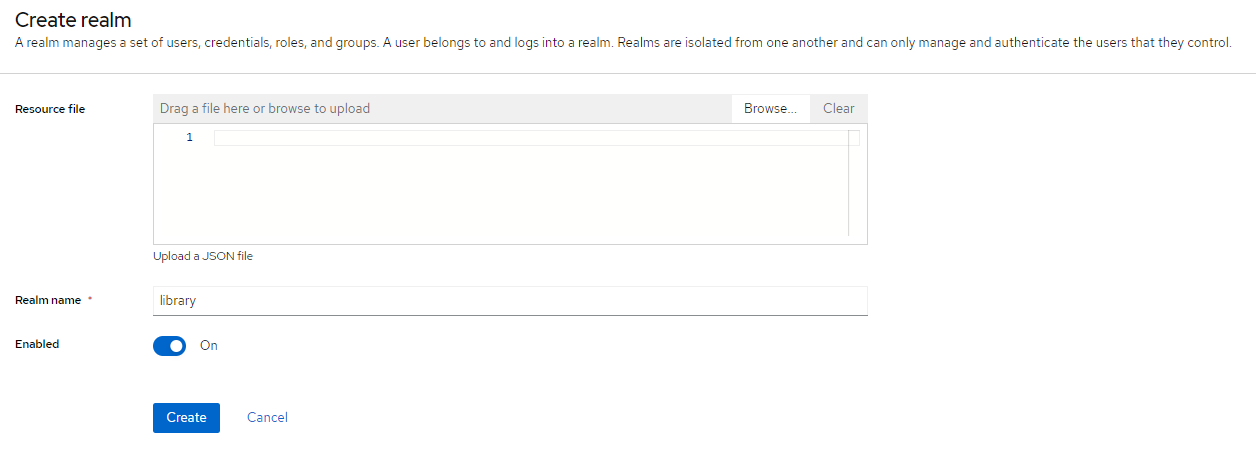 Create realm
A realm manages a set of users, credentials, roles, and groups. A user belongs to and logs into a realm. Realms are isolated from one another and can only manage and authenticate the users that they control.
Resource file
Drag a file here or browse to upload
Browse...
Clear
1
Upload a JSON file
Realm name *
library
Enabled
On
Create
Cancel